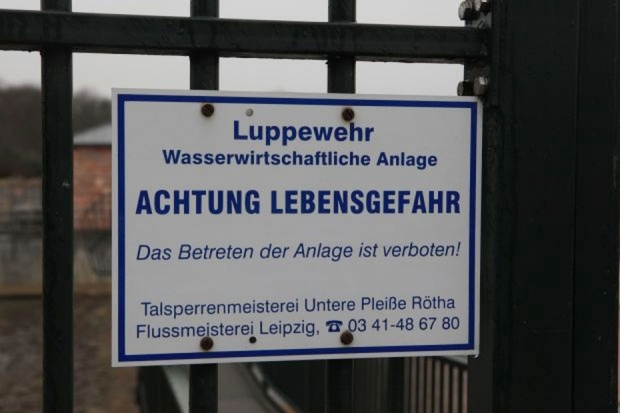 Luppewehr
Wasserwirtschaftliche Anlage
ACHTUNG LEBENSGEFAHR
Das Betreten der Anlage ist verboten!
Talsperrenmeisterei Untere Pleiße Rötha
Flussmeisterei Leipzig, ☎ 03 41-48 67 80